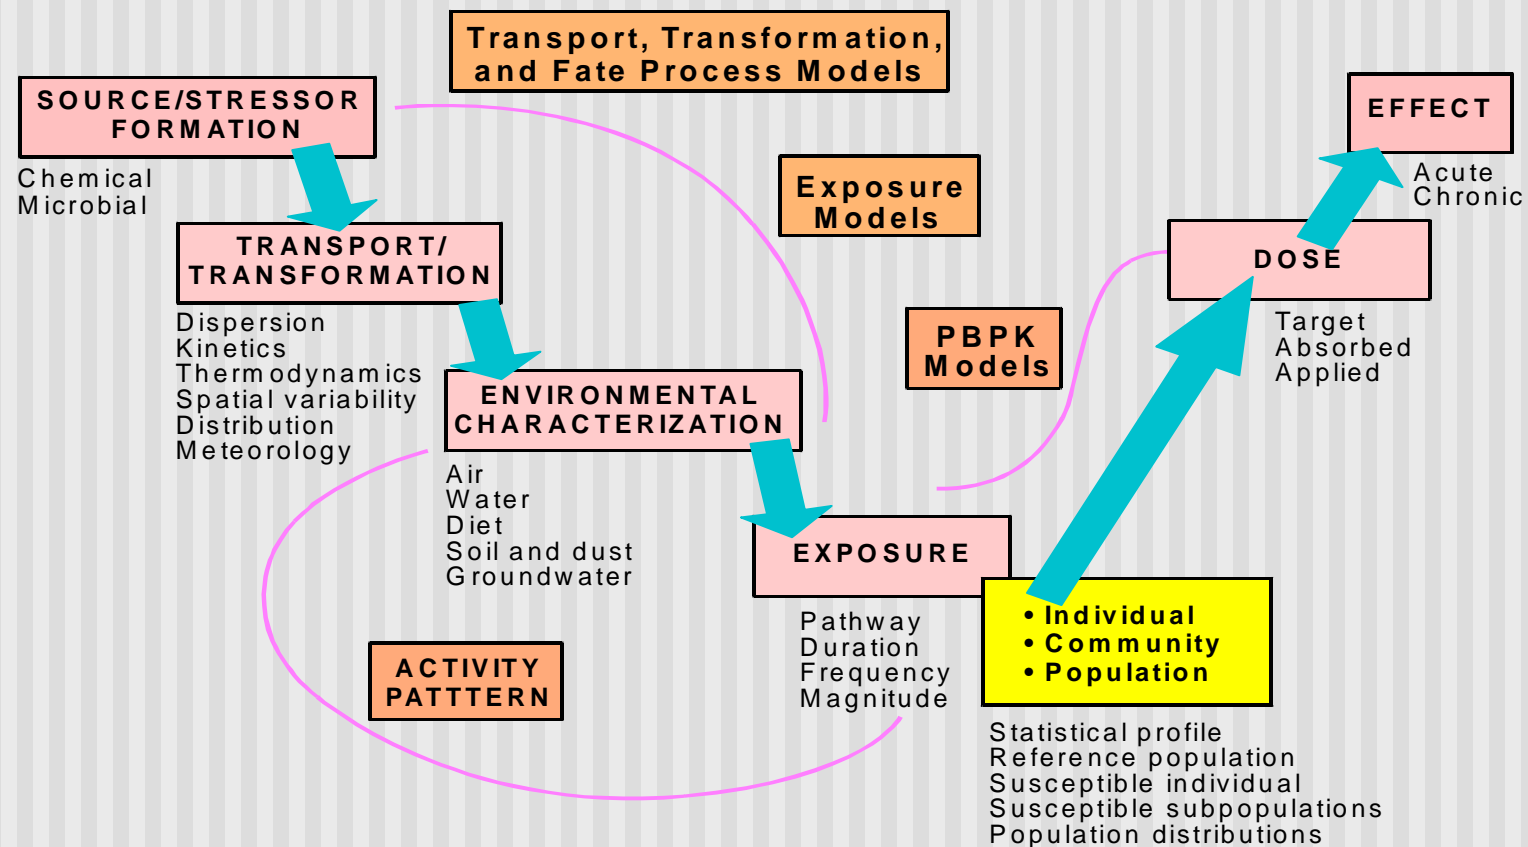 Transport, Transformation,
and Fate Process Models
SOURCE/STRESSOR
FORMATION
Chemical
Microbial
EFFECT
Acute
Chronic
Exposure
Models
TRANSPORT/
TRANSFORMATION
Dispersion
Kinetics
Thermodynamics
Spatial variability
Distribution
Meteorology
DOSE
Target
Absorbed
Applied
PBPK
Models
ENVIRONMENTAL
CHARACTERIZATION
Air
Water
Diet
Soil and dust
Groundwater
EXPOSURE
Pathway
Duration
Frequency
Magnitude
• Individual
• Community
• Population
Statistical profile
Reference population
Susceptible individual
Susceptible subpopulations
Population distributions
ACTIVITY
PATTTERN